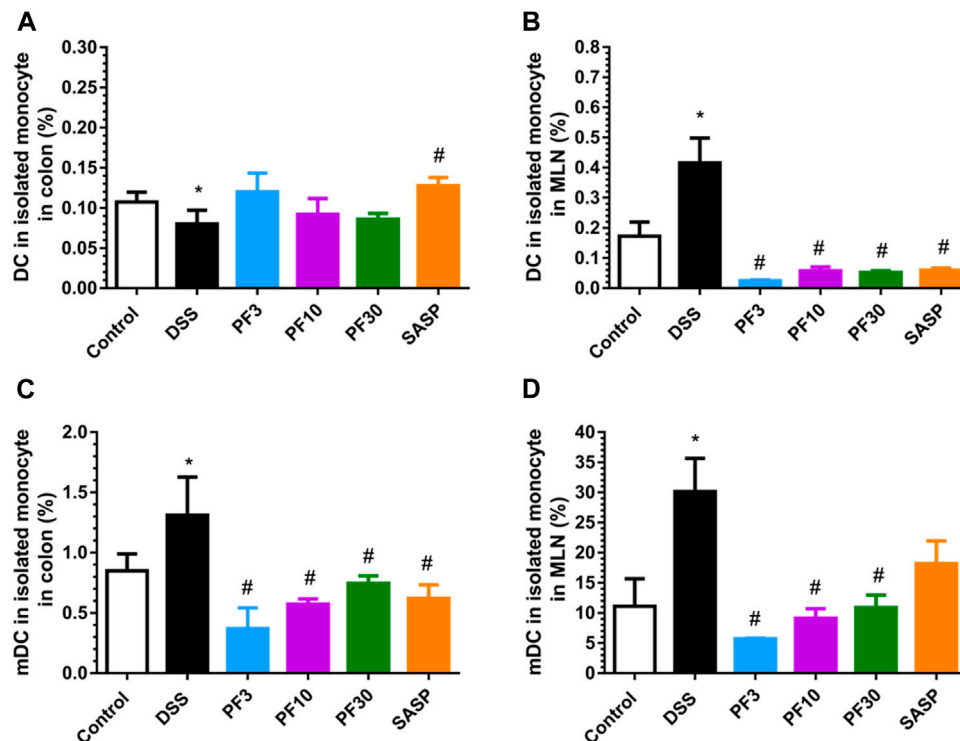 A
DC in isolated monocyte
in colon (%)
0.30
0.25
0.20
0.15
0.10
0.05
0.00
*
#
Control
DSS
PF3
PF10
PF30
SASP
B
DC in isolated monocyte
in MLN (%)
0.8
0.7
0.6
0.5
0.4
0.3
0.2
0.1
0.0
*
#
#
#
#
Control
DSS
PF3
PF10
PF30
SASP
C
mDC in isolated monocyte
in colon (%)
2.0
1.5
1.0
0.5
0.0
*
#
#
#
#
Control
DSS
PF3
PF10
PF30
SASP
D
mDC in isolated monocyte
in MLN (%)
40
35
30
25
20
15
10
5
0
*
#
#
#
Control
DSS
PF3
PF10
PF30
SASP